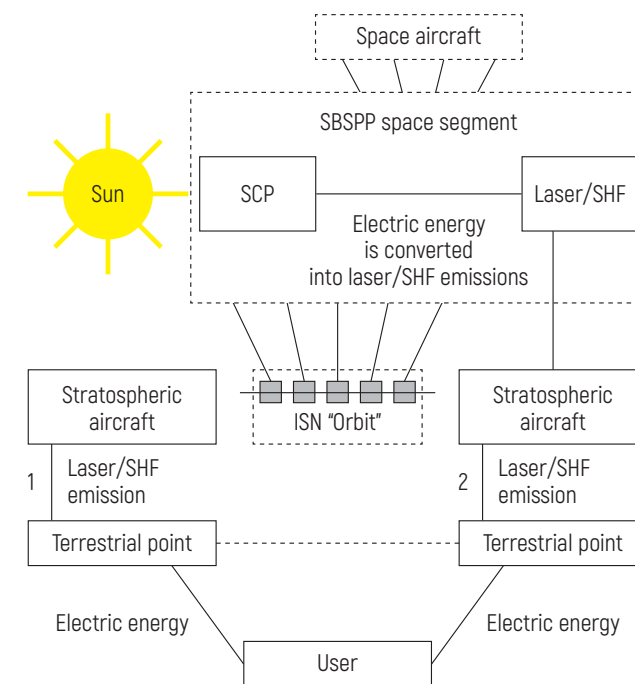 Space aircraft
SBSPP space segment
Sun
SCP
Laser/SHF
Electric energy
is converted
into laser/SHF emissions
Stratospheric
aircraft
ISN "Orbit"
Stratospheric
aircraft
1
Laser/SHF
emission
2
Laser/SHF
emission
Terrestrial point
Terrestrial point
Electric energy
Electric energy
User